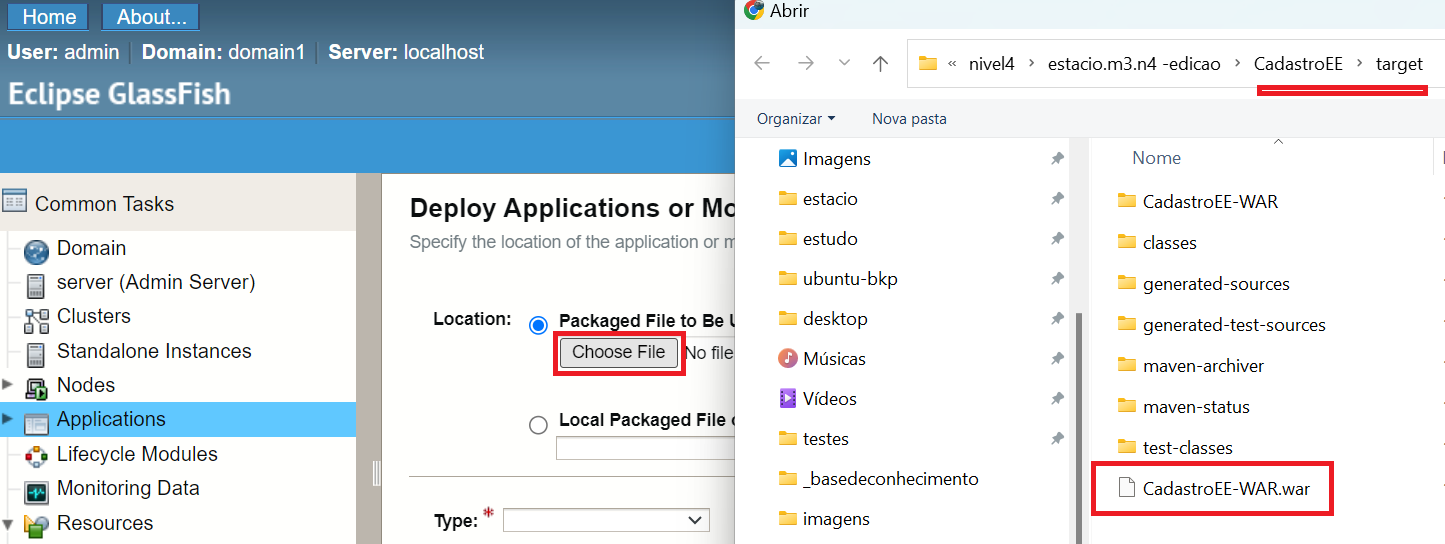 Home About...
User: admin Domain: domain1 Server: localhost
Eclipse GlassFish
Common Tasks
Domain
server (Admin Server)
Clusters
Standalone Instances
Nodes
Applications
Lifecycle Modules
Monitoring Data
Resources
Deploy Applications or Mo
Specify the location of the application or m
Location: Packaged File to Be U
Choose File No file
Local Packaged File o
Type: *
Abrir
« nivel4 › estacio.m3.n4 -edicao › CadastroEE › target
Organizar Nova pasta
Imagens
estacio
estudo
ubuntu-bkp
desktop
Músicas
Vídeos
testes
_basedeconhecimento
imagens
Nome
CadastroEE-WAR
classes
generated-sources
generated-test-sources
maven-archiver
maven-status
test-classes
CadastroEE-WAR.war